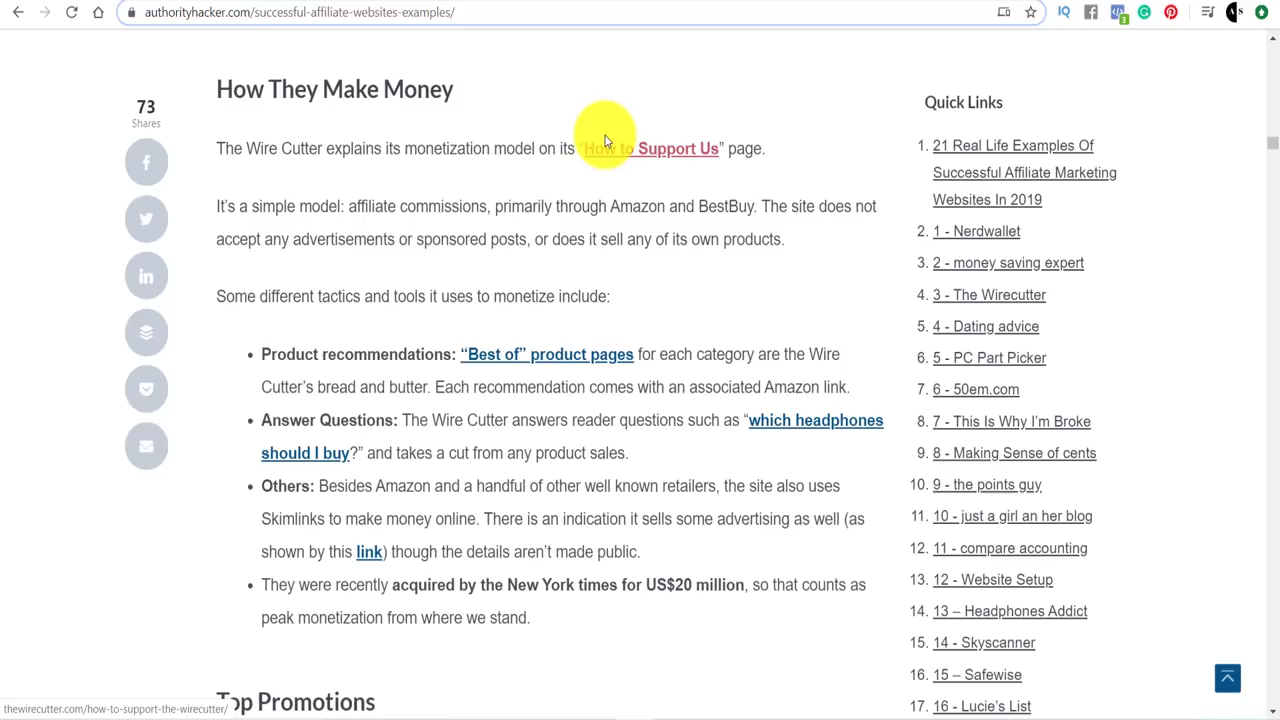 authorityhacker.com/successful-affiliate-websites-examples/
IQ
3
How They Make Money
73
Shares
The Wire Cutter explains its monetization model on its “How to Support Us” page.
It’s a simple model: affiliate commissions, primarily through Amazon and BestBuy. The site does not
accept any advertisements or sponsored posts, or does it sell any of its own products.
Some different tactics and tools it uses to monetize include:
• Product recommendations: “Best of” product pages for each category are the Wire
Cutter’s bread and butter. Each recommendation comes with an associated Amazon link.
• Answer Questions: The Wire Cutter answers reader questions such as “which headphones
should I buy?” and takes a cut from any product sales.
• Others: Besides Amazon and a handful of other well known retailers, the site also uses
Skimlinks to make money online. There is an indication it sells some advertising as well (as
shown by this link) though the details aren’t made public.
• They were recently acquired by the New York times for US$20 million, so that counts as
peak monetization from where we stand.
Top Promotions
thewirecutter.com/how-to-support-the-wirecutter/
Quick Links
1. 21 Real Life Examples Of
Successful Affiliate Marketing
Websites In 2019
2. 1 - Nerdwallet
3. 2 - money saving expert
4. 3 - The Wirecutter
5. 4 - Dating advice
6. 5 - PC Part Picker
7. 6 - 50em.com
8. 7 - This Is Why I’m Broke
9. 8 - Making Sense of cents
10. 9 - the points guy
11. 10 - just a girl an her blog
12. 11 - compare accounting
13. 12 - Website Setup
14. 13 – Headphones Addict
15. 14 - Skyscanner
16. 15 – Safewise
17. 16 - Lucie’s List